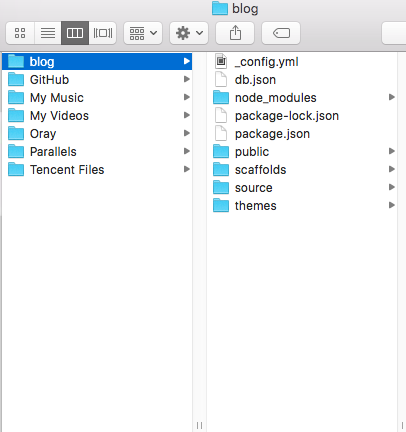 blog
blog
GitHub
My Music
My Videos
Oray
Parallels
Tencent Files
_config.yml
db.json
node_modules
package-lock.json
package.json
public
scaffolds
source
themes